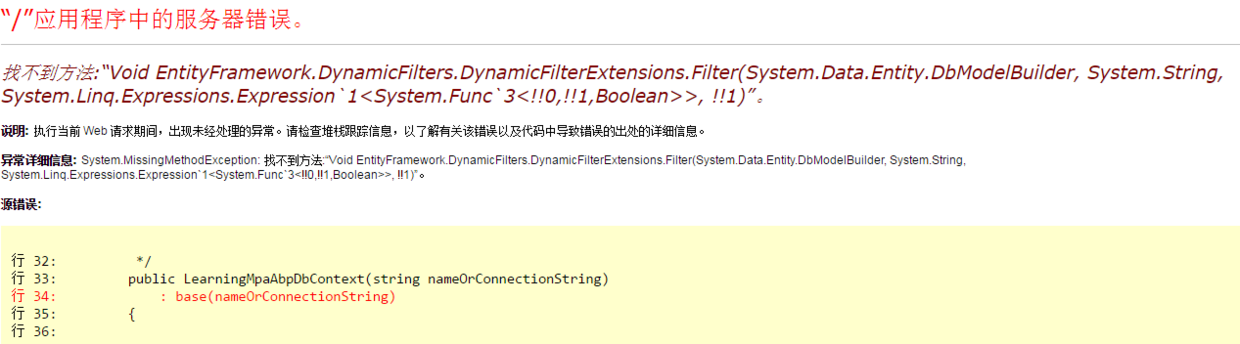 “/”应用程序中的服务器错误。
找不到方法:“Void EntityFramework.DynamicFilters.DynamicFilterExtensions.Filter(System.Data.Entity.DbModelBuilder, System.String,
System.Linq.Expressions.Expression`1<System.Func`3<!!0,!!1,Boolean>>, !!1)”。
说明: 执行当前 Web 请求期间，出现未经处理的异常。请检查堆栈跟踪信息，以了解有关该错误以及代码中导致错误的出处的详细信息。
异常详细信息: System.MissingMethodException: 找不到方法:“Void EntityFramework.DynamicFilters.DynamicFilterExtensions.Filter(System.Data.Entity.DbModelBuilder, System.String,
System.Linq.Expressions.Expression`1<System.Func`3<!!0,!!1,Boolean>>, !!1)”。
源错误:
行 32:         */
行 33:        public LearningMpaAbpDbContext(string nameOrConnectionString)
行 34:            : base(nameOrConnectionString)
行 35:        {
行 36: